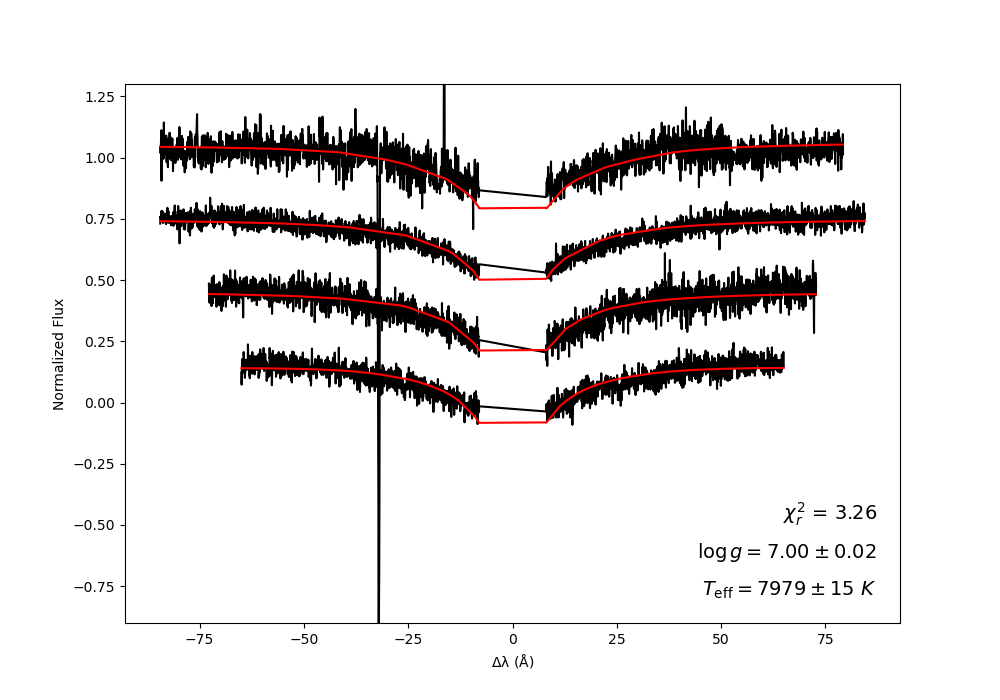 1.25
1.00
0.75
0.50
0.25
0.00
−0.25
−0.50
−0.75
Normalized Flux
χ²ᵣ = 3.26
log g = 7.00 ± 0.02
T_eff = 7979 ± 15 K
−75 −50 −25 0 25 50 75
Δλ (Å)